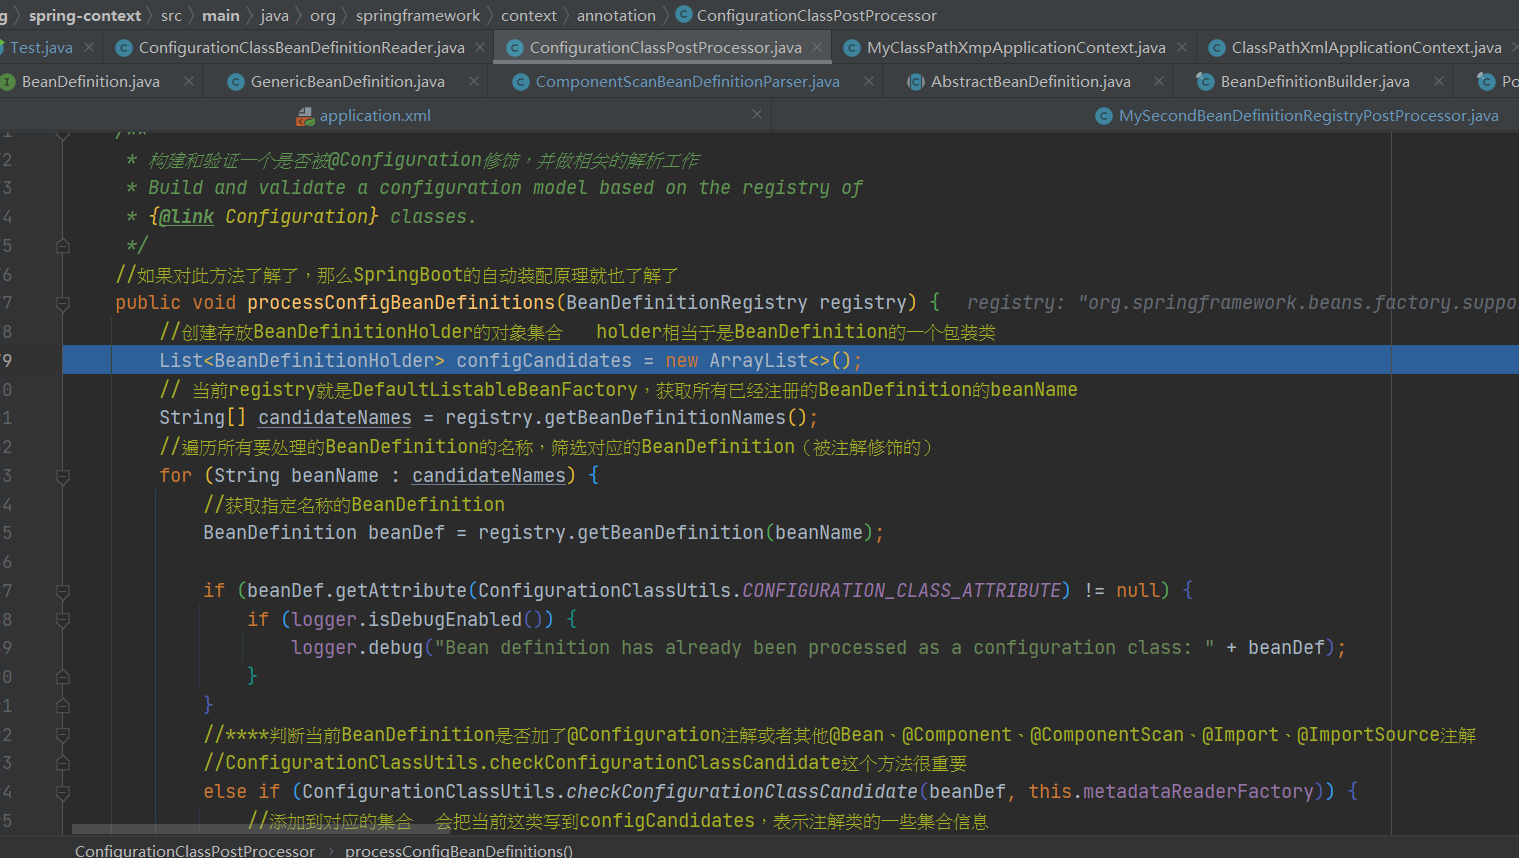 g › spring-context › src › main › java › org › springframework › context › annotation › ConfigurationClassPostProcessor
Test.java × ConfigurationClassBeanDefinitionReader.java × ConfigurationClassPostProcessor.java × MyClassPathXmpApplicationContext.java × ClassPathXmlApplicationContext.java ×
BeanDefinition.java × GenericBeanDefinition.java × ComponentScanBeanDefinitionParser.java × AbstractBeanDefinition.java × BeanDefinitionBuilder.java × Po
application.xml × MySecondBeanDefinitionRegistryPostProcessor.java
1 /**
2 * 构建和验证一个是否被@Configuration修饰，并做相关的解析工作
3 * Build and validate a configuration model based on the registry of
4 * {@link Configuration} classes.
5 */
6 //如果对此方法了解了，那么SpringBoot的自动装配原理就也了解了
7 public void processConfigBeanDefinitions(BeanDefinitionRegistry registry) { registry: "org.springframework.beans.factory.suppo
8 //创建存放BeanDefinitionHolder的对象集合 holder相当于是BeanDefinition的一个包装类
9 List<BeanDefinitionHolder> configCandidates = new ArrayList<>();
0 // 当前registry就是DefaultListableBeanFactory，获取所有已经注册的BeanDefinition的beanName
1 String[] candidateNames = registry.getBeanDefinitionNames();
2 //遍历所有要处理的BeanDefinition的名称，筛选对应的BeanDefinition（被注解修饰的）
3 for (String beanName : candidateNames) {
4 //获取指定名称的BeanDefinition
5 BeanDefinition beanDef = registry.getBeanDefinition(beanName);
6
7 if (beanDef.getAttribute(ConfigurationClassUtils.CONFIGURATION_CLASS_ATTRIBUTE) != null) {
8 if (logger.isDebugEnabled()) {
9 logger.debug("Bean definition has already been processed as a configuration class: " + beanDef);
0 }
1 }
2 //****判断当前BeanDefinition是否加了@Configuration注解或者其他@Bean、@Component、@ComponentScan、@Import、@ImportSource注解
3 //ConfigurationClassUtils.checkConfigurationClassCandidate这个方法很重要
4 else if (ConfigurationClassUtils.checkConfigurationClassCandidate(beanDef, this.metadataReaderFactory)) {
5 //添加到对应的集合 会把当前这类写到configCandidates，表示注解类的一些集合信息
ConfigurationClassPostProcessor › processConfigBeanDefinitions()